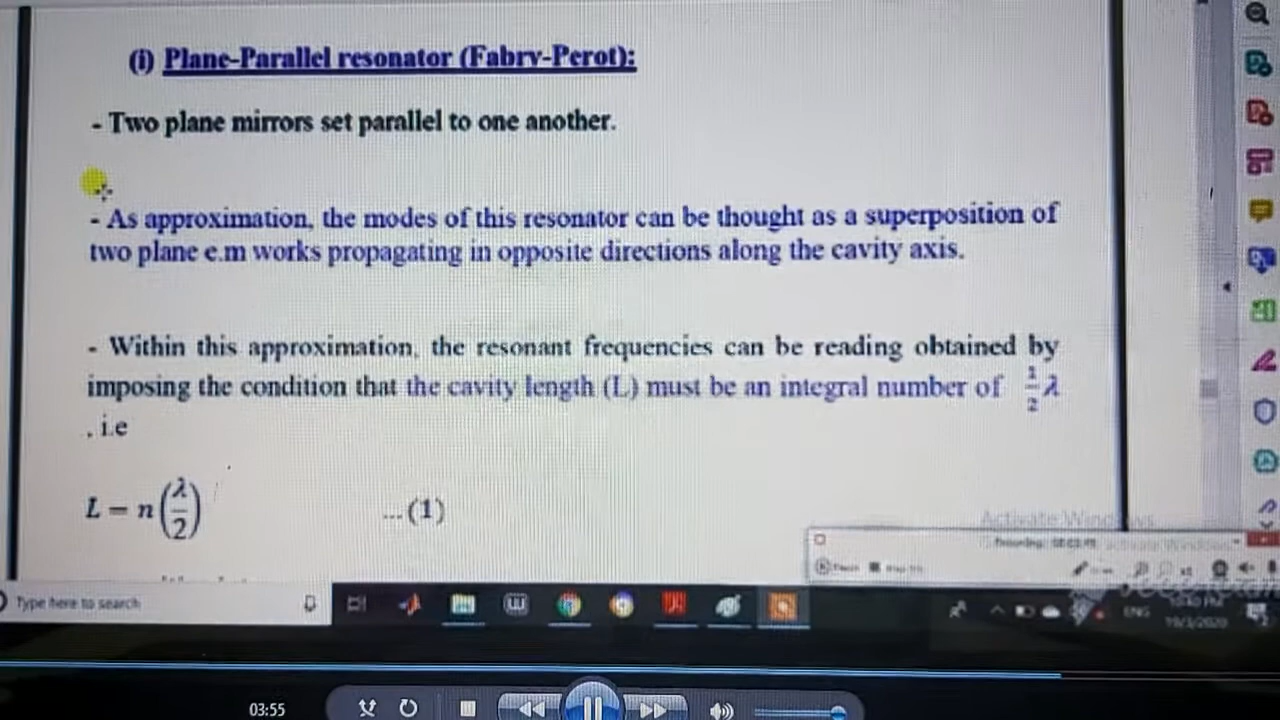 (i) Plane-Parallel resonator (Fabry-Perot):
- Two plane mirrors set parallel to one another.
- As approximation, the modes of this resonator can be thought as a superposition of
two plane e.m works propagating in opposite directions along the cavity axis.
- Within this approximation, the resonant frequencies can be reading obtained by
imposing the condition that the cavity length (L) must be an integral number of ½λ
, i.e
L = n(λ/2) ...(1)
Activate Windows
Type here to search
ENG
03:55